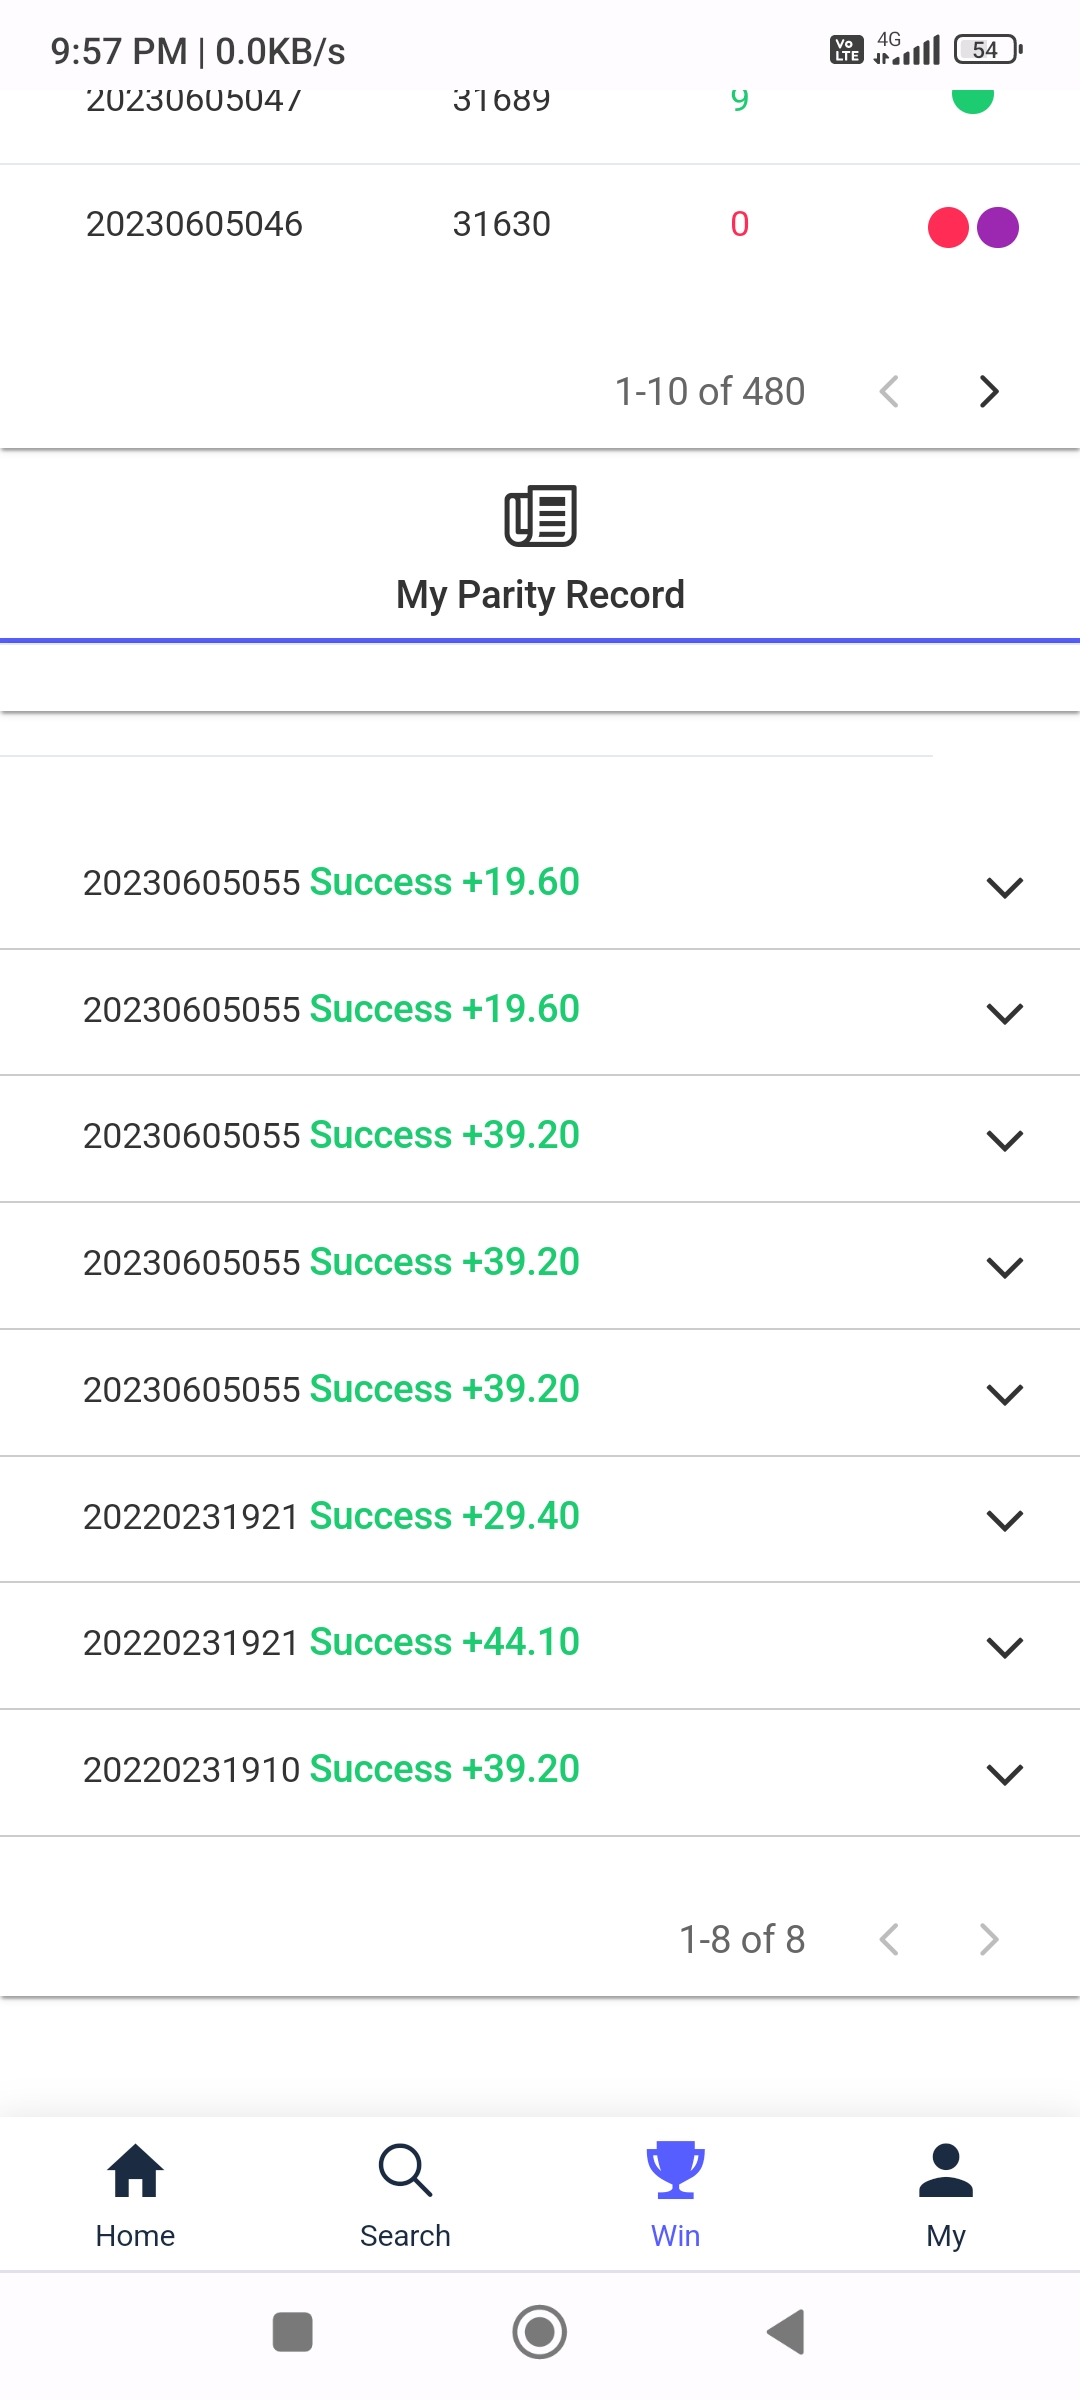 9:57 PM | 0.0KB/s
Vo LTE 4G 54
20230605047 31689 9
20230605046 31630 0
1-10 of 480
My Parity Record
20230605055 Success +19.60
20230605055 Success +19.60
20230605055 Success +39.20
20230605055 Success +39.20
20230605055 Success +39.20
20220231921 Success +29.40
20220231921 Success +44.10
20220231910 Success +39.20
1-8 of 8
Home Search Win My